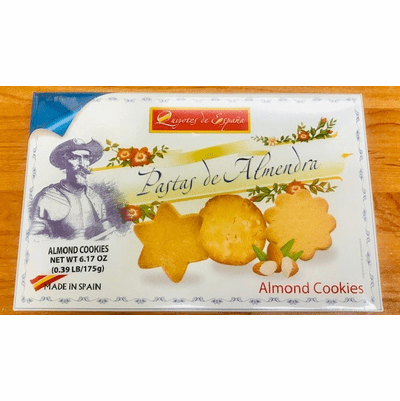 Quijotes de España
Pastas de Almendra
ALMOND COOKIES
NET WT 6.17 OZ
(0.39 LB/175g)
MADE IN SPAIN
Almond Cookies